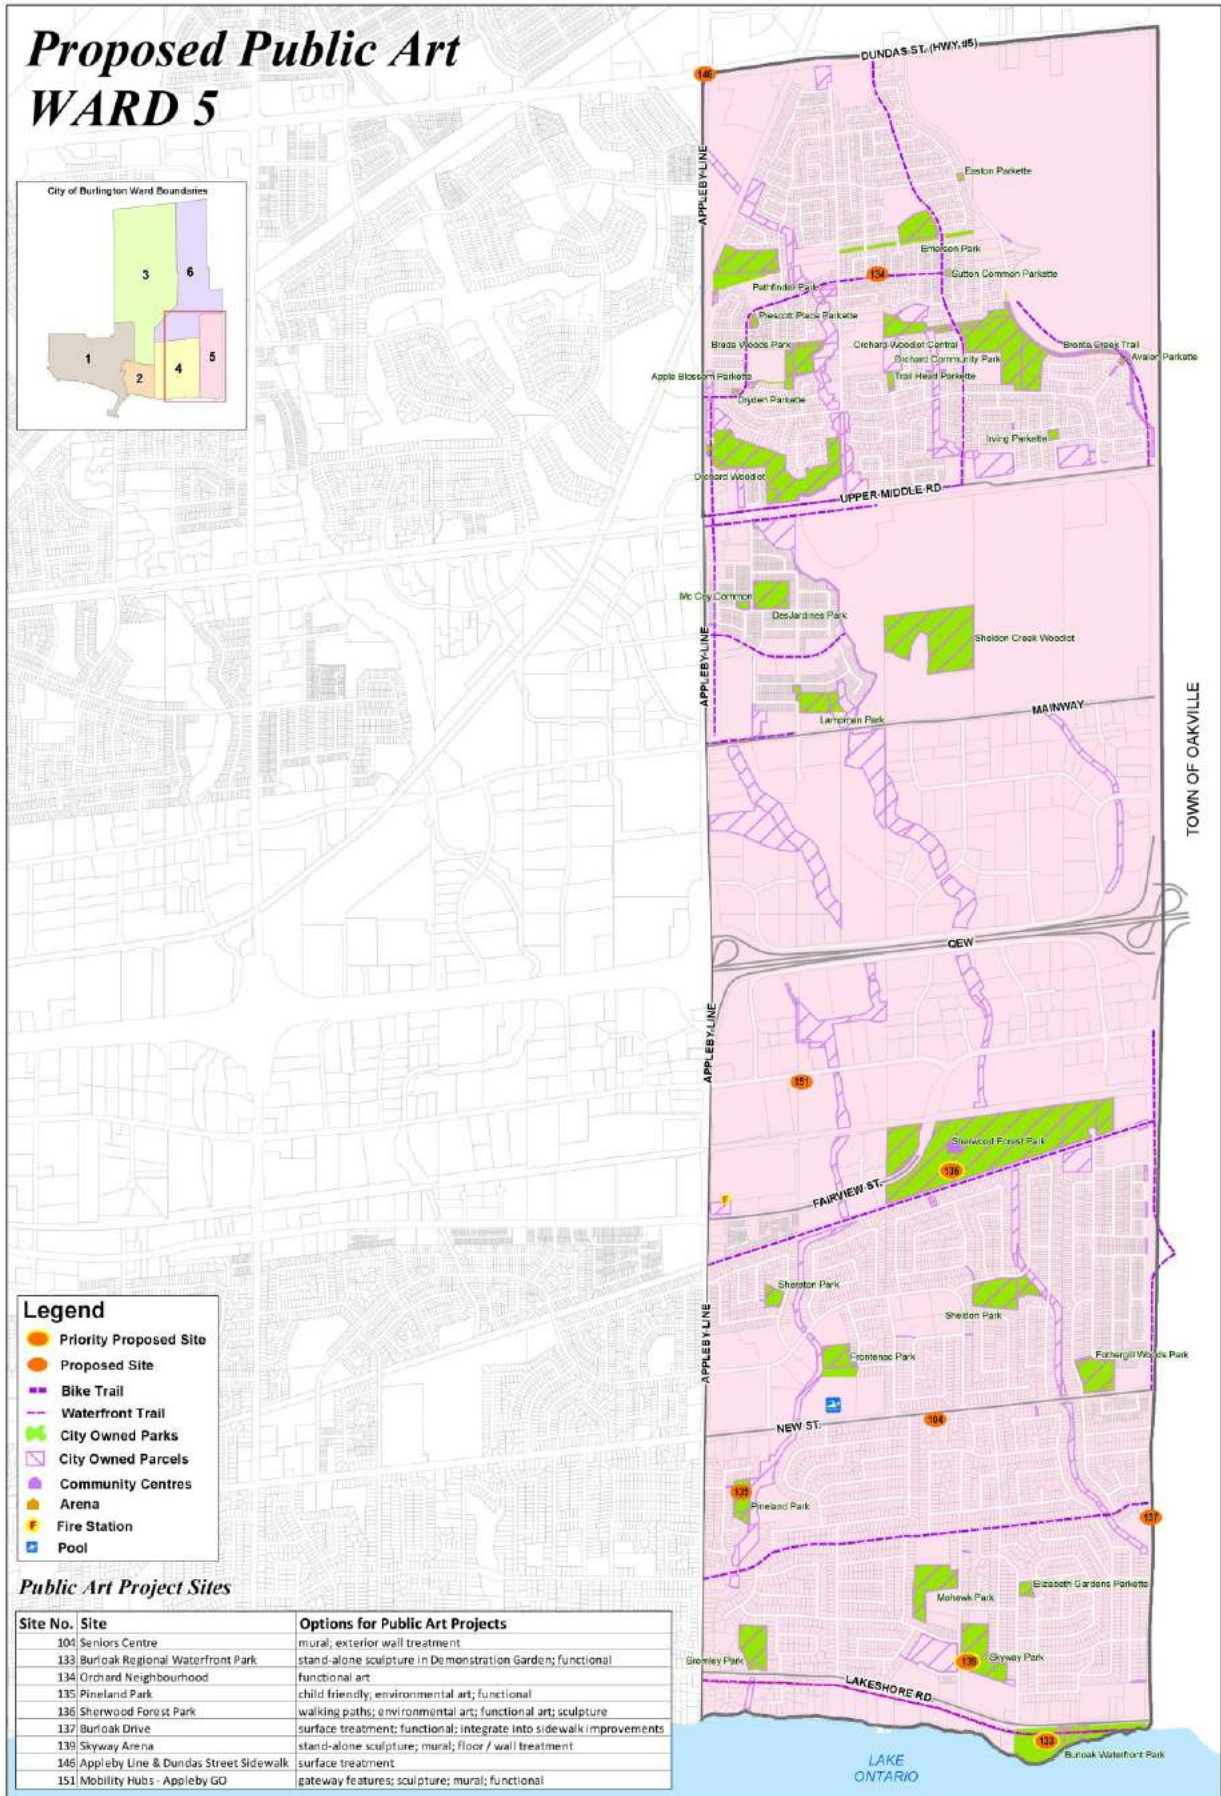 Proposed Public Art
WARD 5
City of Burlington Ward Boundaries
3
6
1
2
4
5
DUNDAS ST. (HWY. #5)
146
APPLEBY LINE
Easton Parkette
Emerson Park
134
Sutton Common Parkette
Pathfinder Park
Prescott Place Parkette
Brada Woods Park
Orchard Woodlot Central
Bronte Creek Trail
Orchard Community Park
Avalon Parkette
Apple Blossom Parkette
Trail Head Parkette
Dryden Parkette
Irving Parkette
Orchard Woodlot
UPPER MIDDLE RD
Mc Coy Common
DesJardines Park
APPLEBY LINE
Sheldon Creek Woodlot
Lampman Park
MAINWAY
TOWN OF OAKVILLE
QEW
APPLEBY LINE
151
Sherwood Forest Park
136
FAIRVIEW ST.
F
Sheraton Park
Sheldon Park
APPLEBY LINE
Frontenac Park
Fothergill Woods Park
NEW ST.
104
135
Pineland Park
137
Elizabeth Gardens Parkette
Mohawk Park
Bromley Park
139
Skyway Park
LAKESHORE RD.
133
Burloak Waterfront Park
LAKE
ONTARIO
Legend
Priority Proposed Site
Proposed Site
Bike Trail
Waterfront Trail
City Owned Parks
City Owned Parcels
Community Centres
Arena
F Fire Station
Pool
Public Art Project Sites
Site No. Site Options for Public Art Projects
104 Seniors Centre mural; exterior wall treatment
133 Burloak Regional Waterfront Park stand-alone sculpture in Demonstration Garden; functional
134 Orchard Neighbourhood functional art
135 Pineland Park child friendly; environmental art; functional
136 Sherwood Forest Park walking paths; environmental art; functional art; sculpture
137 Burloak Drive surface treatment; functional; integrate into sidewalk improvements
139 Skyway Arena stand-alone sculpture; mural; floor / wall treatment
146 Appleby Line & Dundas Street Sidewalk surface treatment
151 Mobility Hubs - Appleby GO gateway features; sculpture; mural; functional